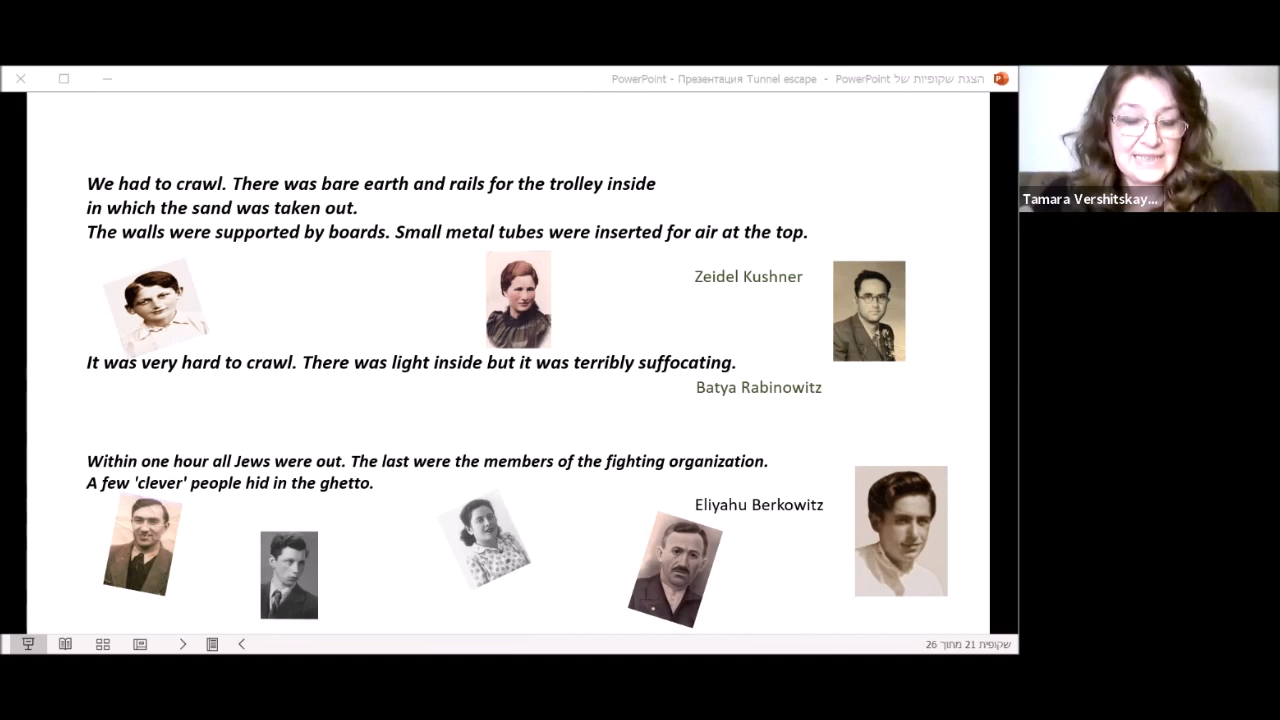 PowerPoint - Презентация Tunnel escape - PowerPoint הצגת שקופיות של
We had to crawl. There was bare earth and rails for the trolley inside
in which the sand was taken out.
The walls were supported by boards. Small metal tubes were inserted for air at the top.
Zeidel Kushner
It was very hard to crawl. There was light inside but it was terribly suffocating.
Batya Rabinowitz
Within one hour all Jews were out. The last were the members of the fighting organization.
A few 'clever' people hid in the ghetto.
Eliyahu Berkowitz
שקופית 21 מתוך 26
Tamara Vershitskay...